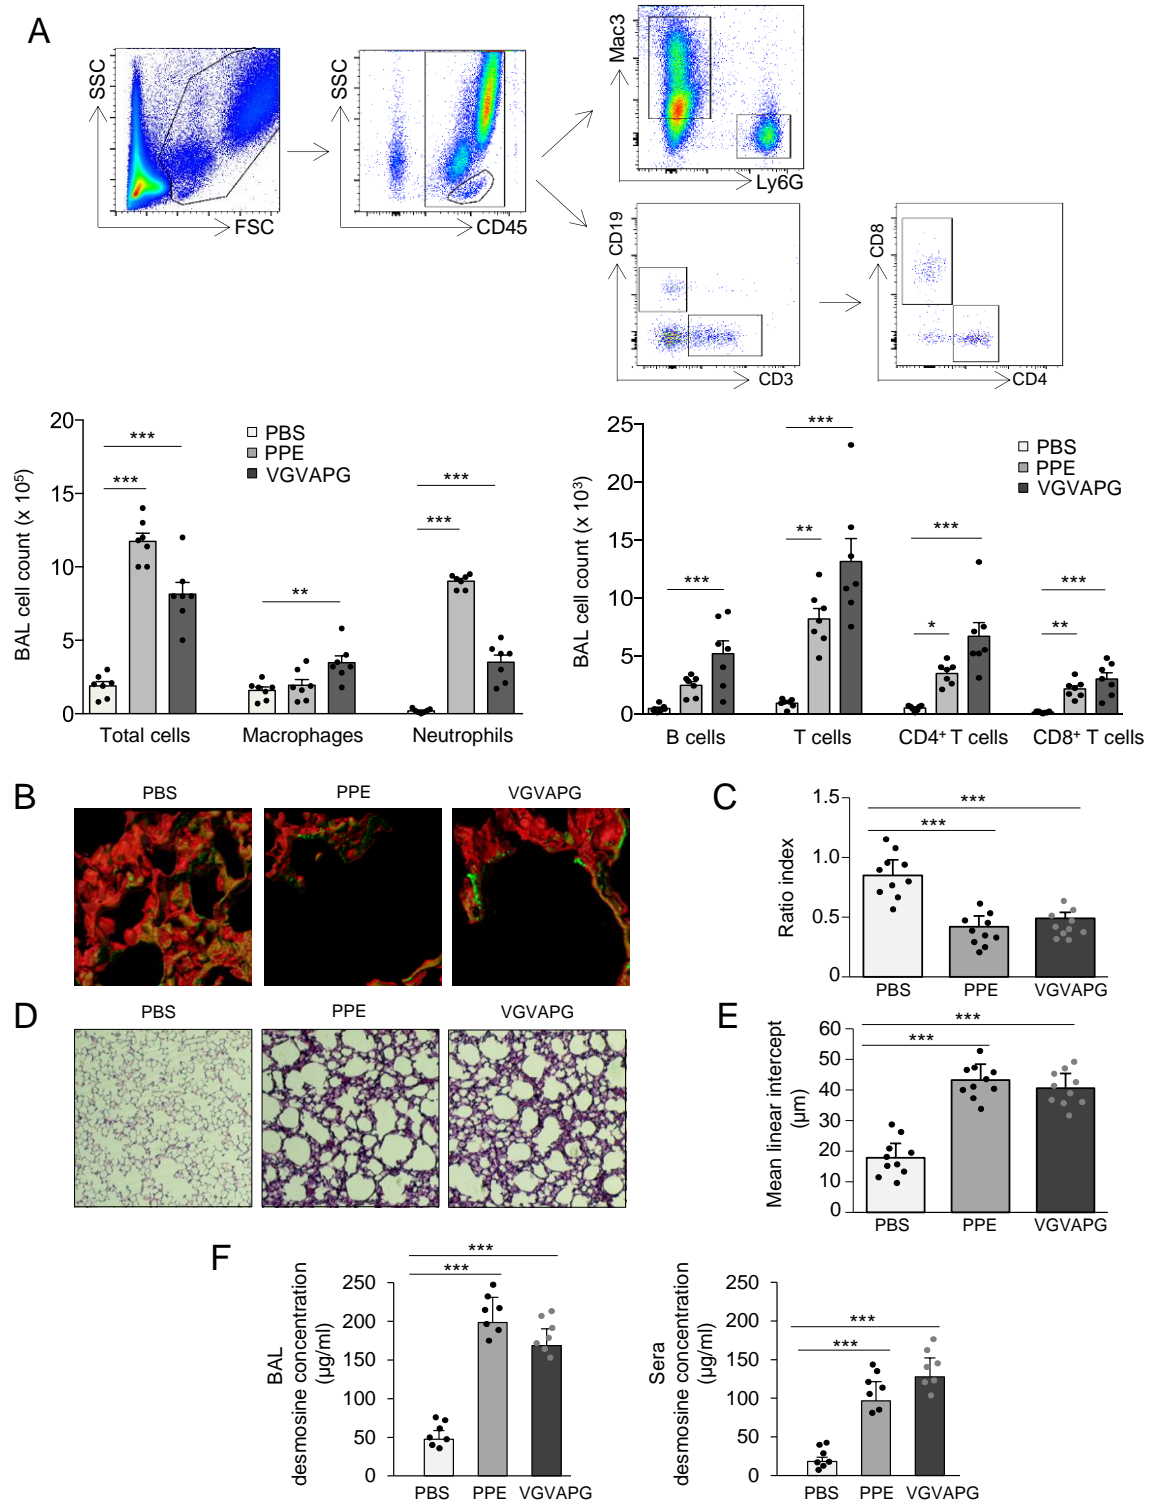 A
SSC
FSC
SSC
CD45
Mac3
Ly6G
CD19
CD3
CD8
CD4
BAL cell count (x 10⁵)
20
15
10
5
0
***
***
**
***
***
PBS
PPE
VGVAPG
Total cells
Macrophages
Neutrophils
BAL cell count (x 10³)
25
20
15
10
5
0
***
***
**
***
*
***
**
PBS
PPE
VGVAPG
B cells
T cells
CD4⁺ T cells
CD8⁺ T cells
B
PBS
PPE
VGVAPG
C
Ratio index
1.5
1.0
0.5
0
***
***
PBS
PPE
VGVAPG
D
PBS
PPE
VGVAPG
E
Mean linear intercept
(μm)
60
50
40
30
20
10
0
***
***
PBS
PPE
VGVAPG
F
BAL
desmosine concentration
(μg/ml)
250
200
150
100
50
0
***
***
PBS
PPE
VGVAPG
Sera
desmosine concentration
(μg/ml)
250
200
150
100
50
0
***
***
PBS
PPE
VGVAPG